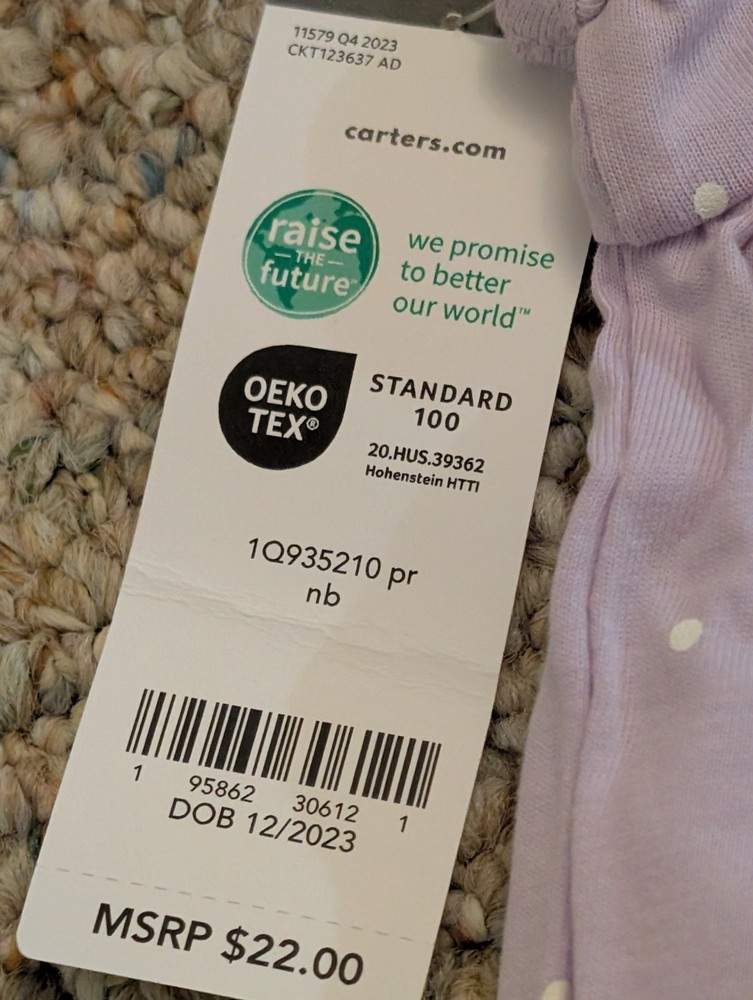 11579 Q4 2023
CKT123637 AD
carters.com
raise
THE
future™
we promise
to better
our world™
OEKO
TEX®
STANDARD
100
20.HUS.39362
Hohenstein HTTI
1Q935210 pr
nb
1 95862 30612 1
DOB 12/2023
MSRP $22.00